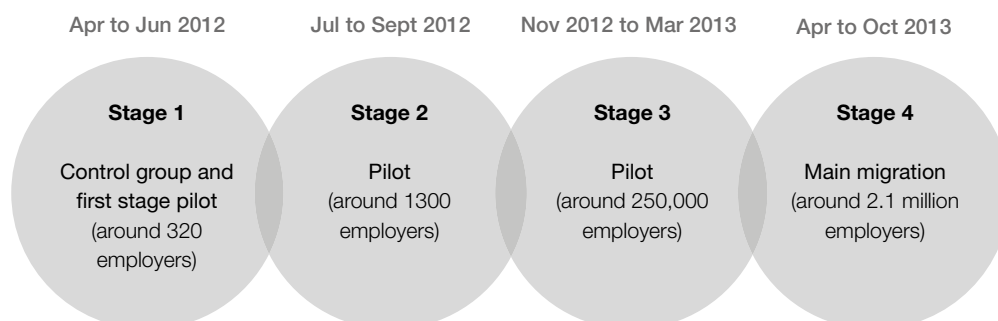 Apr to Jun 2012
Jul to Sept 2012
Nov 2012 to Mar 2013
Apr to Oct 2013
Stage 1
Control group and
first stage pilot
(around 320
employers)
Stage 2
Pilot
(around 1300
employers)
Stage 3
Pilot
(around 250,000
employers)
Stage 4
Main migration
(around 2.1 million
employers)